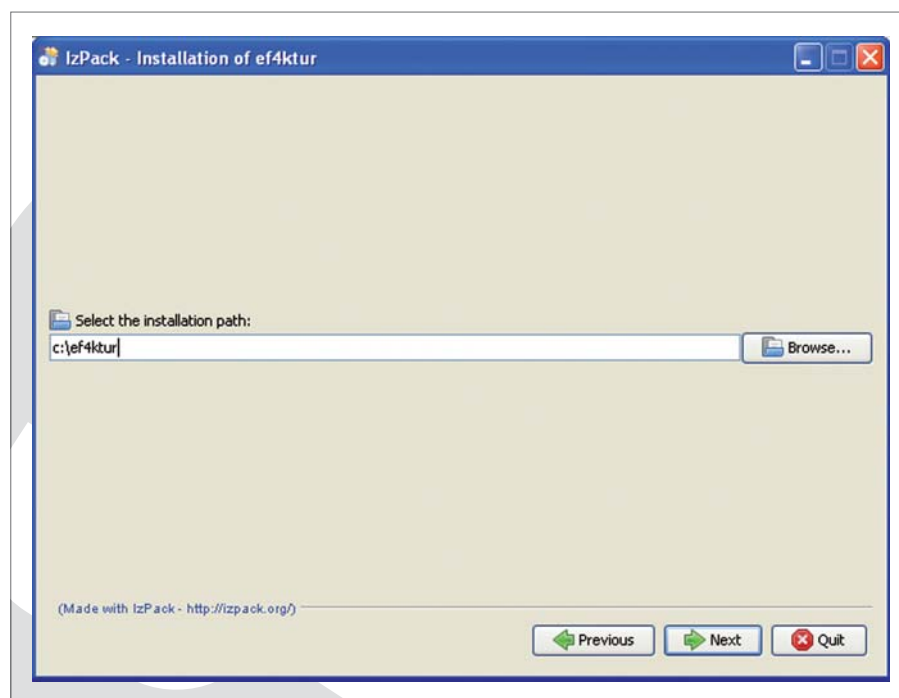 IzPack - Installation of ef4ktur
Select the installation path:
c:\ef4ktur
Browse...
(Made with IzPack - http://izpack.org/)
Previous
Next
Quit